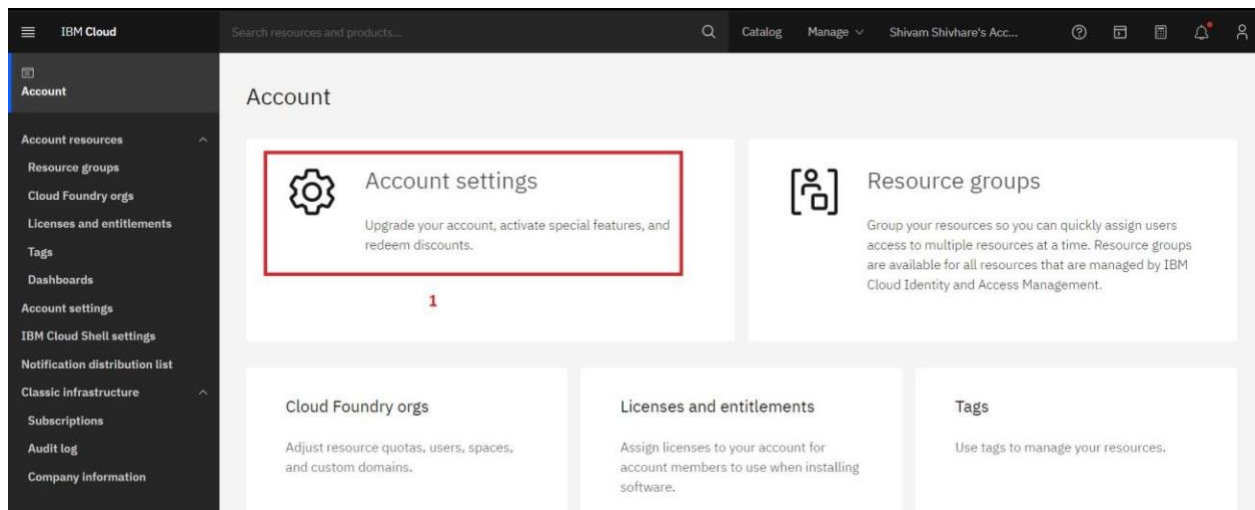 IBM Cloud
Search resources and products...
Catalog
Manage
Shivam Shivhare's Acc...
Account
Account resources
Resource groups
Cloud Foundry orgs
Licenses and entitlements
Tags
Dashboards
Account settings
IBM Cloud Shell settings
Notification distribution list
Classic infrastructure
Subscriptions
Audit log
Company information
Account
Account settings
Upgrade your account, activate special features, and
redeem discounts.
1
Resource groups
Group your resources so you can quickly assign users
access to multiple resources at a time. Resource groups
are available for all resources that are managed by IBM
Cloud Identity and Access Management.
Cloud Foundry orgs
Adjust resource quotas, users, spaces,
and custom domains.
Licenses and entitlements
Assign licenses to your account for
account members to use when installing
software.
Tags
Use tags to manage your resources.